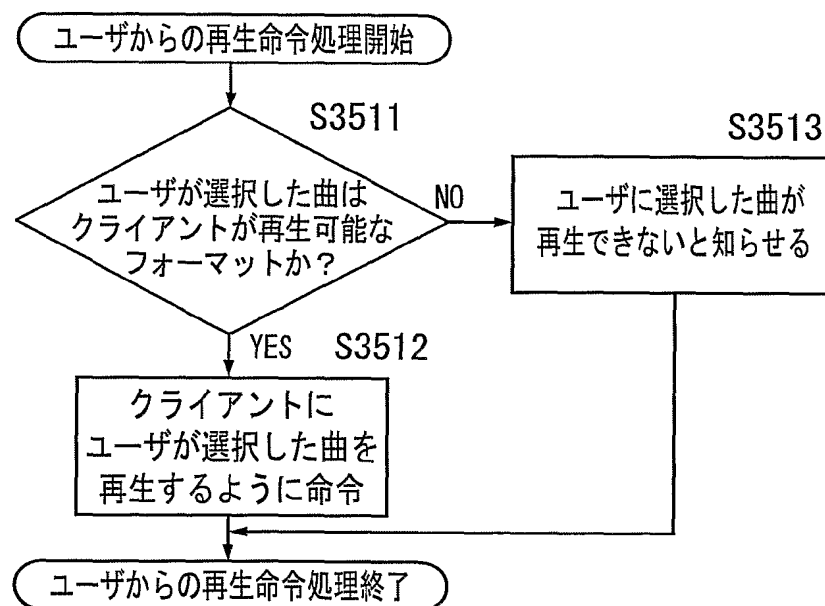 ユーザからの再生命令処理開始
S3511
ユーザが選択した曲は
クライアントが再生可能な
フォーマットか？
NO
S3513
ユーザに選択した曲が
再生できないと知らせる
YES
S3512
クライアントに
ユーザが選択した曲を
再生するように命令
ユーザからの再生命令処理終了